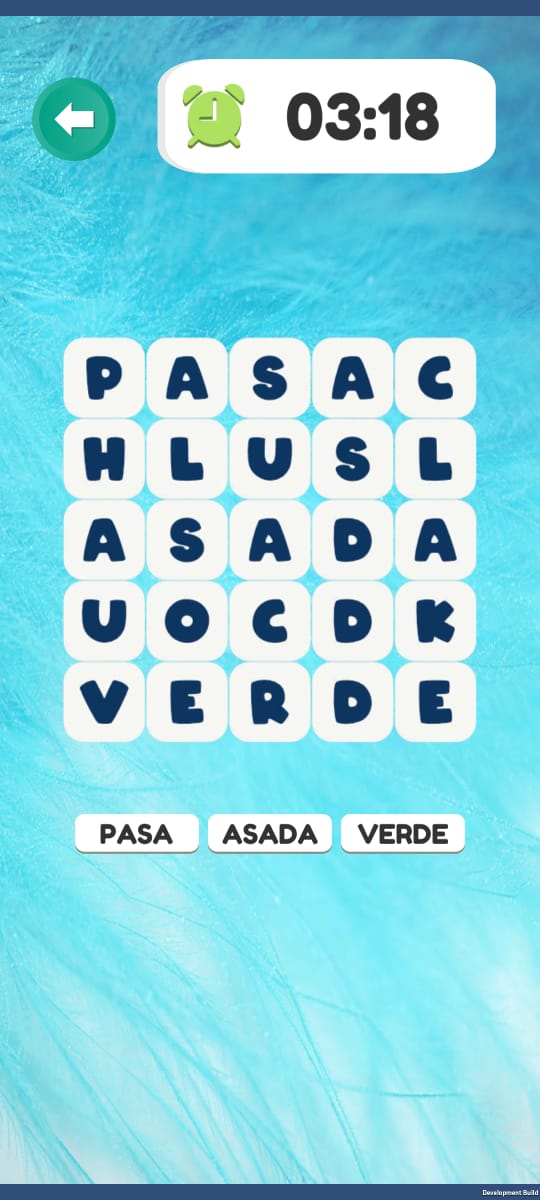 03:18
P A S A C
H L U S L
A S A D A
U O C D K
V E R D E
PASA ASADA VERDE
Development Build